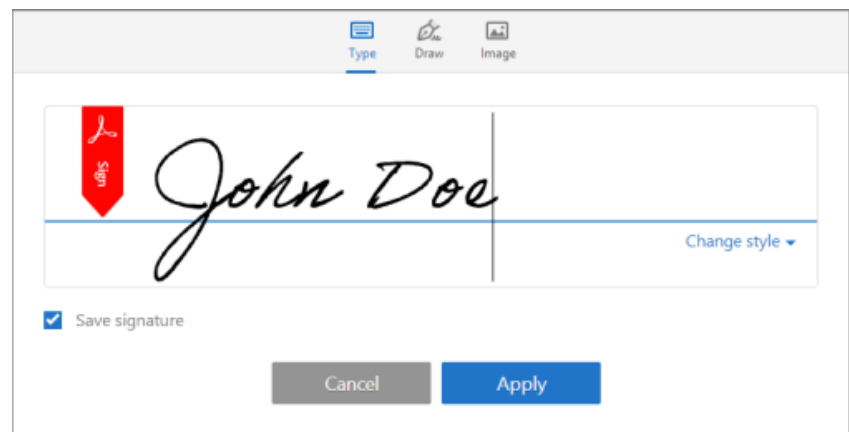 Type Draw Image
Sign
John Doe
Change style
Save signature
Cancel Apply